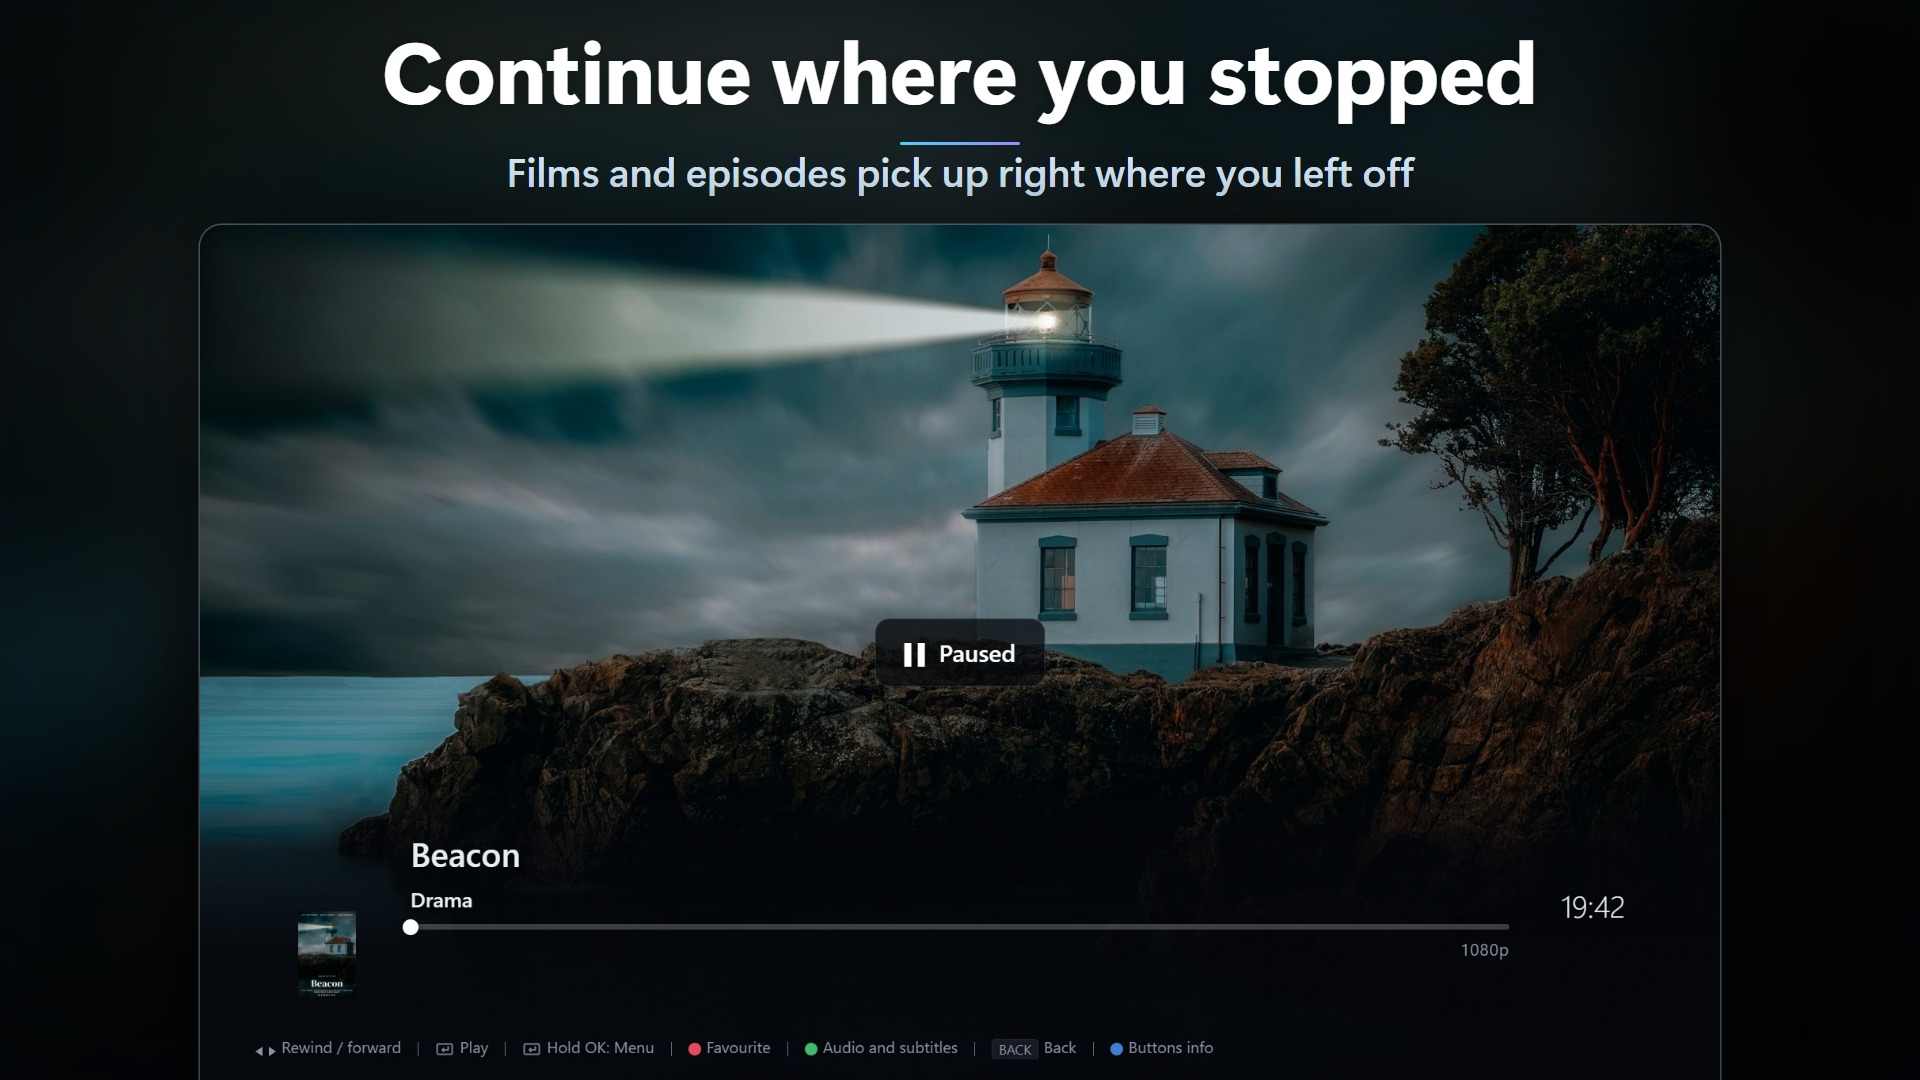 Continue where you stopped
Films and episodes pick up right where you left off
Paused
Beacon
Drama
19:42
1080p
Beacon
Rewind / forward | Play | Hold OK: Menu | Favourite | Audio and subtitles | BACK Back | Buttons info